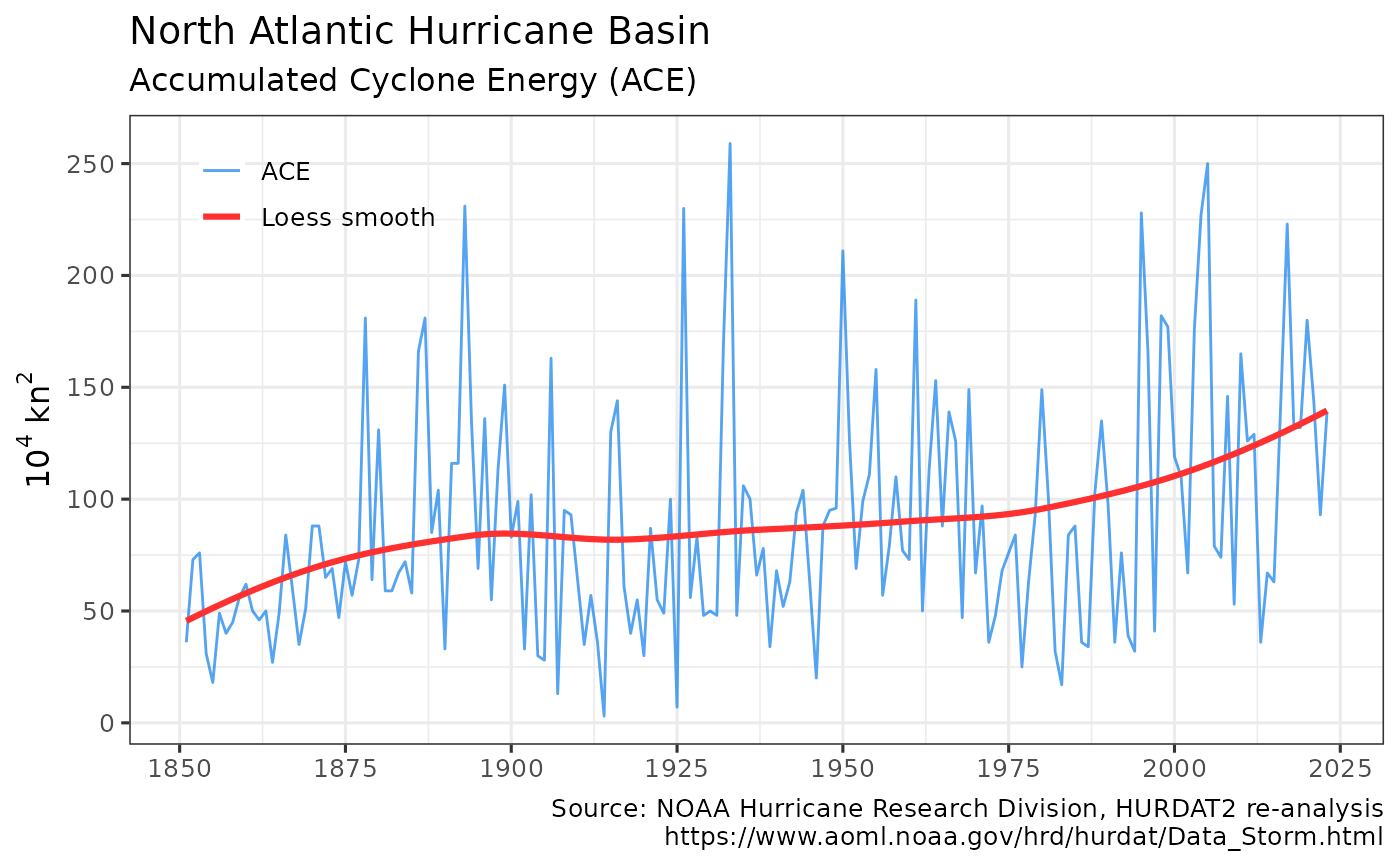 North Atlantic Hurricane Basin
Accumulated Cyclone Energy (ACE)
10⁴ kn²
250
200
150
100
50
0
ACE
Loess smooth
1850 1875 1900 1925 1950 1975 2000 2025
Source: NOAA Hurricane Research Division, HURDAT2 re-analysis
https://www.aoml.noaa.gov/hrd/hurdat/Data_Storm.html